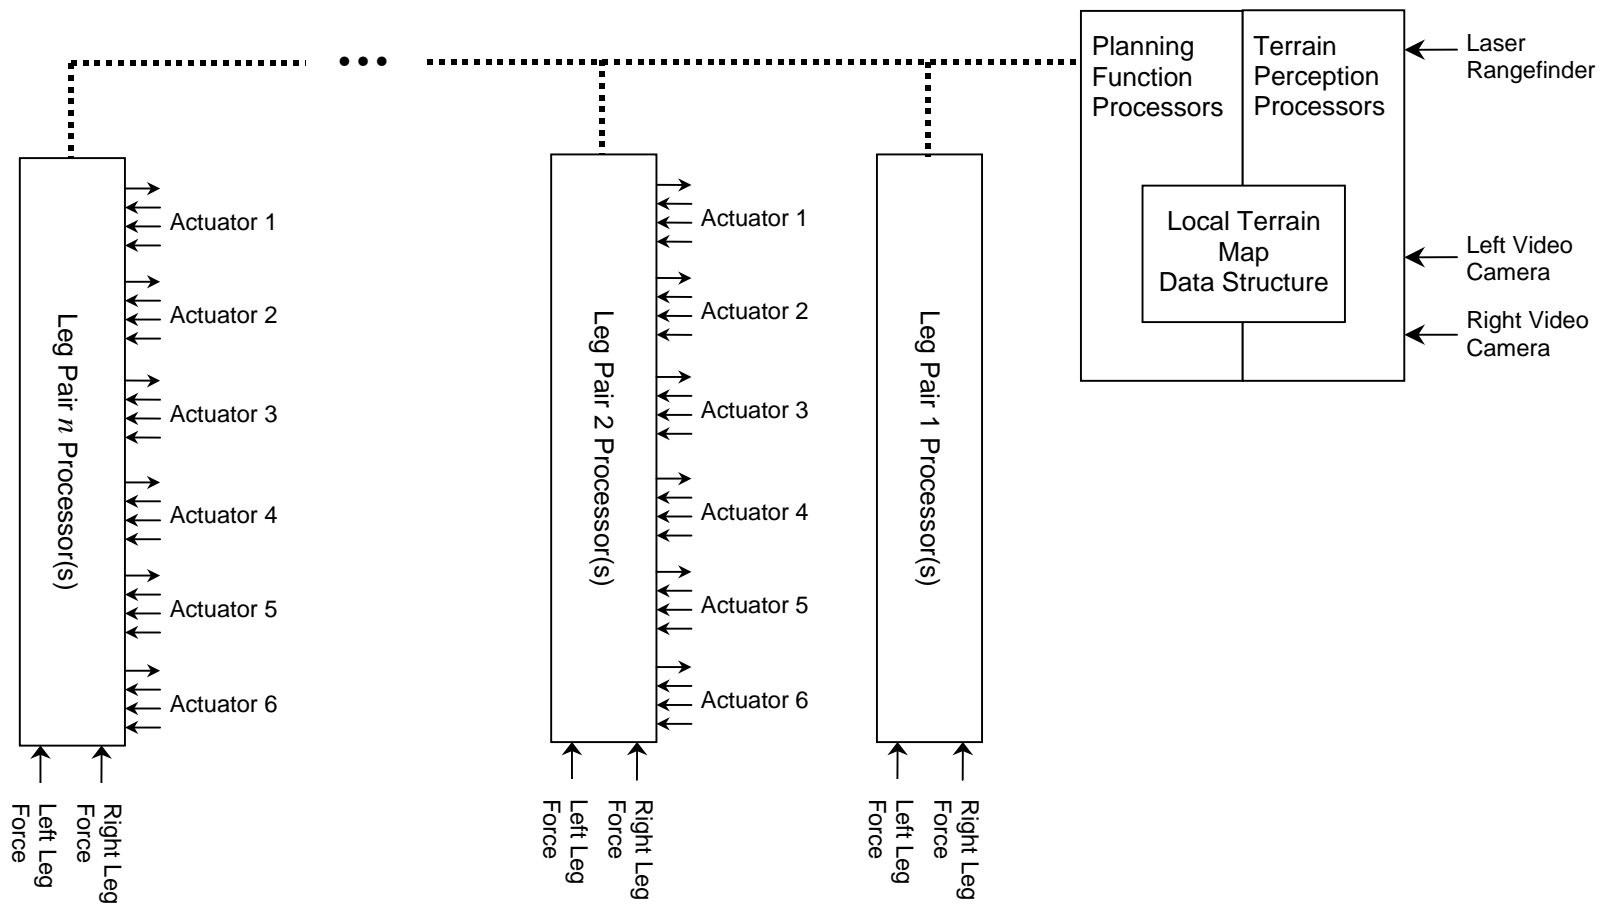 Planning
Function
Processors
Terrain
Perception
Processors
Laser
Rangefinder
Local Terrain
Map
Data Structure
Left Video
Camera
Right Video
Camera
Leg Pair n Processor(s)
Actuator 1
Actuator 2
Actuator 3
Actuator 4
Actuator 5
Actuator 6
Left Leg
Force
Right Leg
Force
Leg Pair 2 Processor(s)
Actuator 1
Actuator 2
Actuator 3
Actuator 4
Actuator 5
Actuator 6
Left Leg
Force
Right Leg
Force
Leg Pair 1 Processor(s)
Left Leg
Force
Right Leg
Force